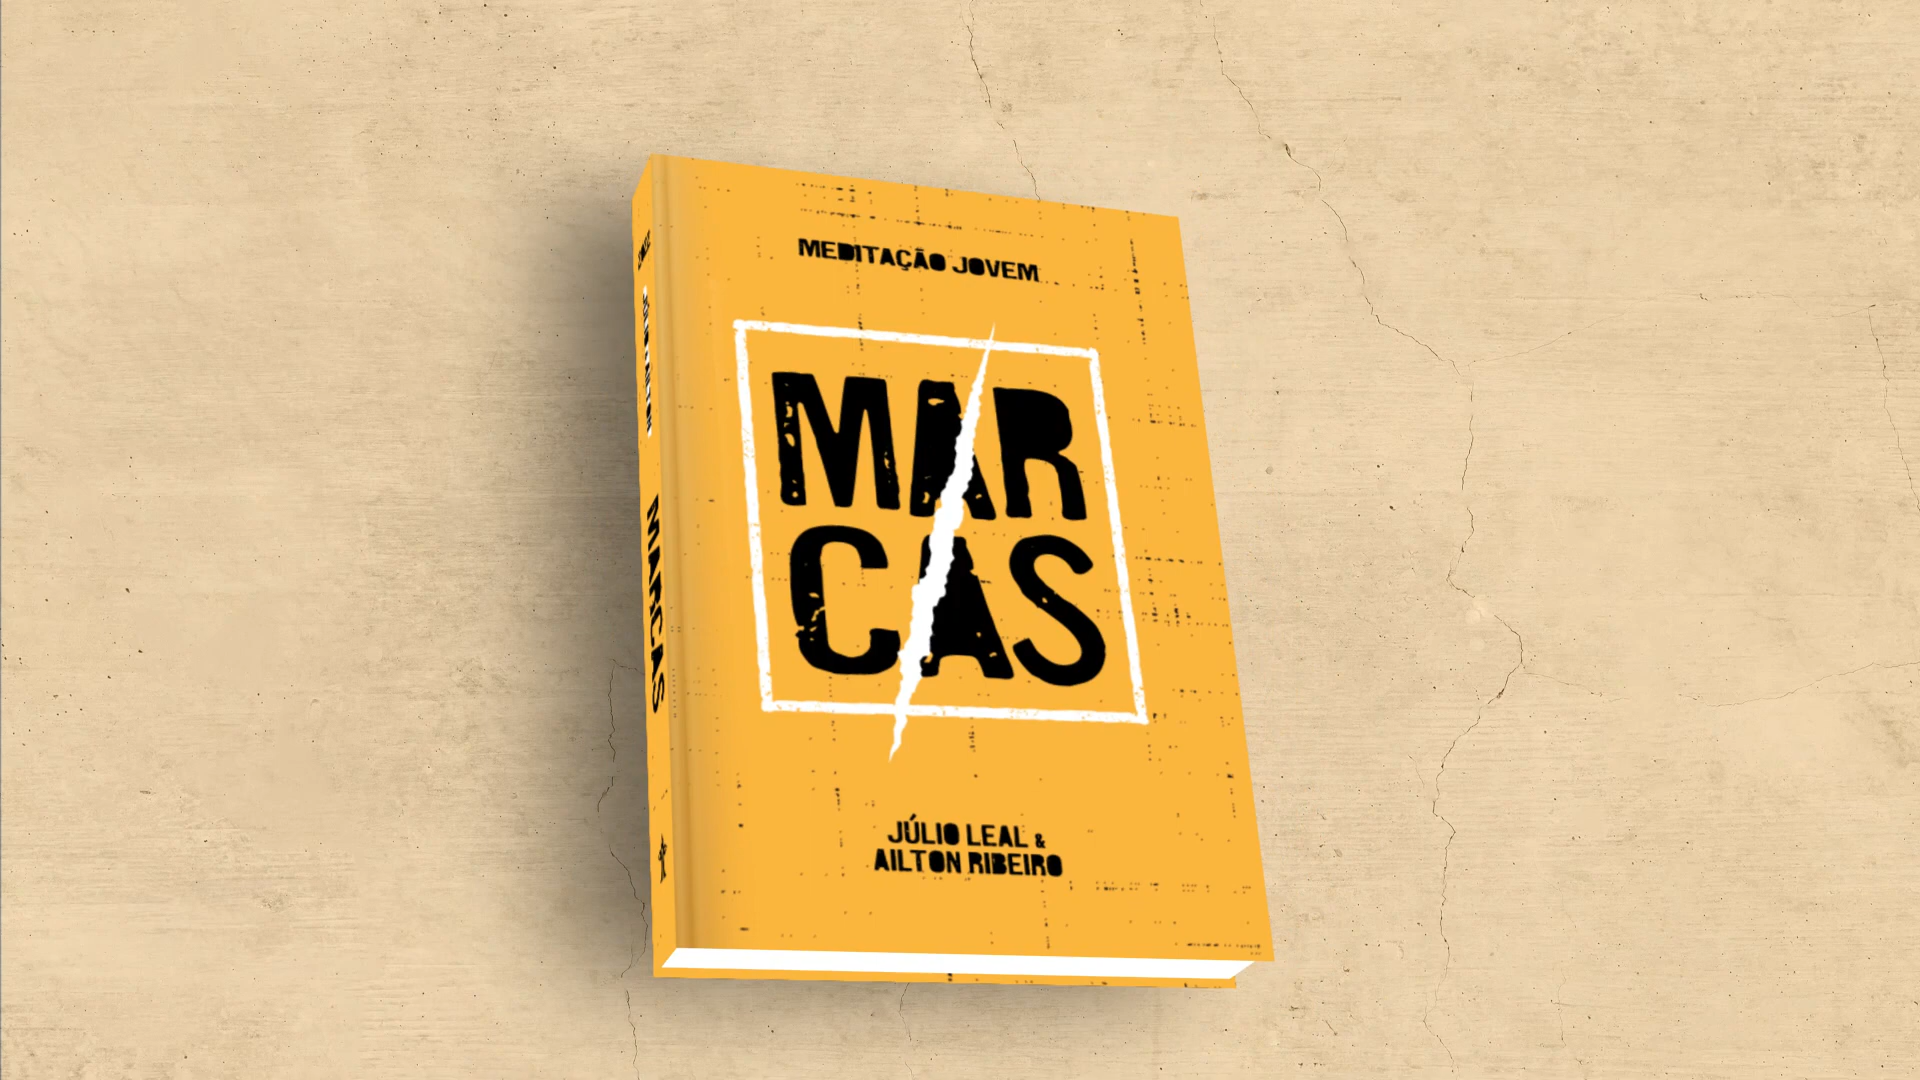 MEDITAÇÃO JOVEM
MAR
CAS
JÚLIO LEAL &
AILTON RIBEIRO
MARCAS